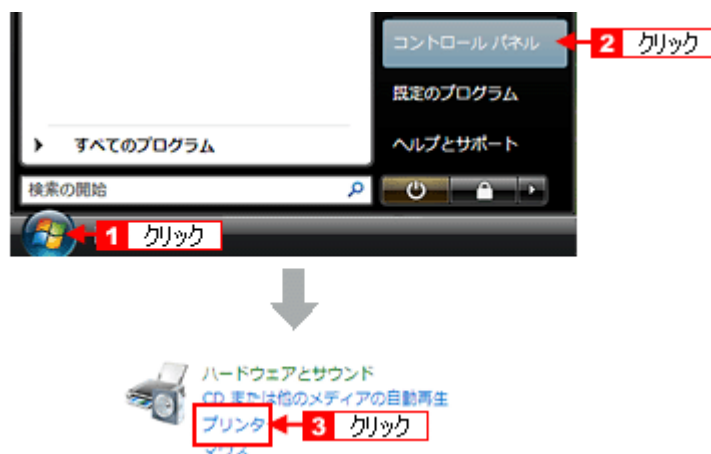 コントロール パネル
2 クリック
既定のプログラム
すべてのプログラム
ヘルプとサポート
検索の開始
1 クリック
ハードウェアとサウンド
CD または他のメディアの自動再生
プリンタ
3 クリック
マウス